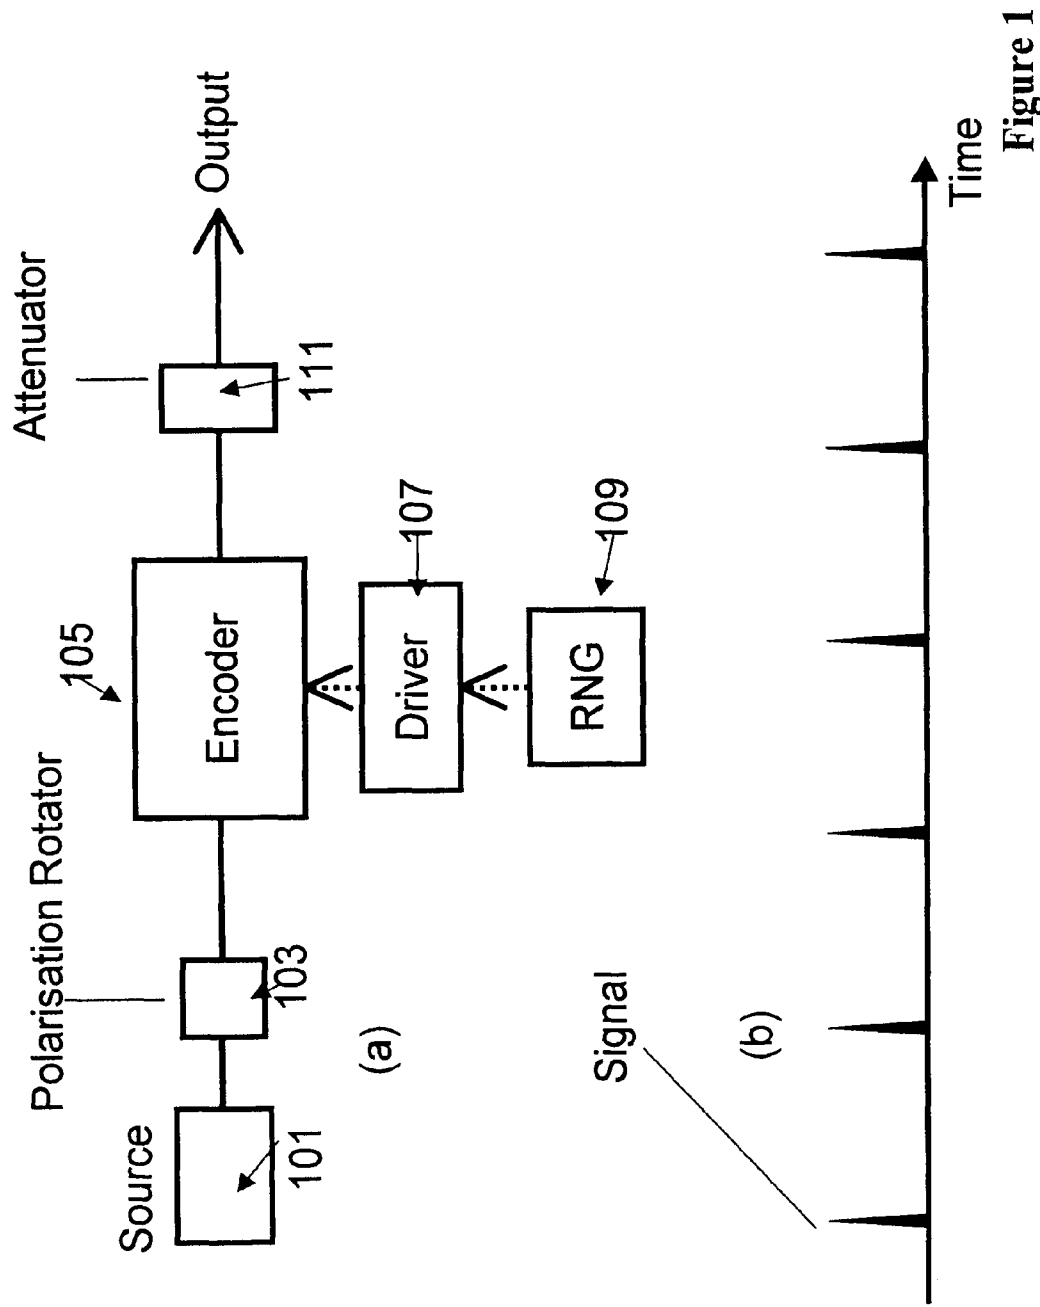 Source
Polarisation Rotator
Attenuator
105
Encoder
Output
101
103
111
Driver
107
(a)
RNG
109
Signal
(b)
Time
Figure 1